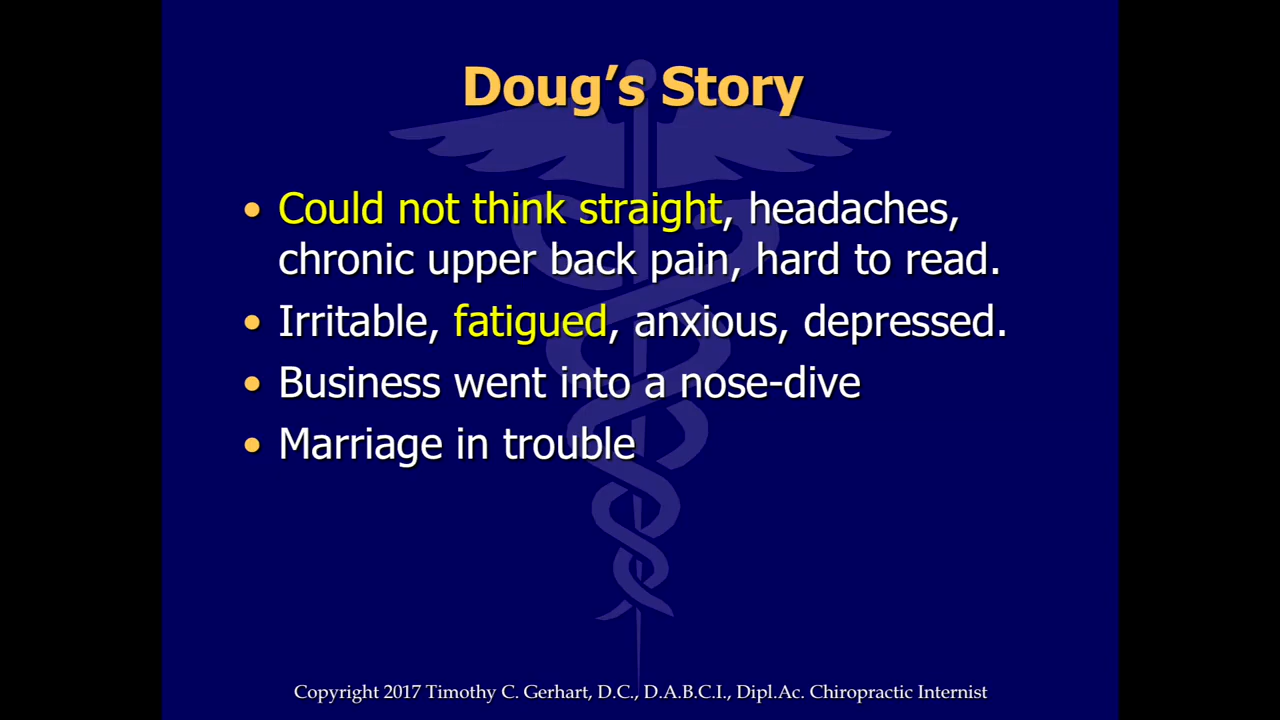 Doug’s Story
• Could not think straight, headaches,
chronic upper back pain, hard to read.
• Irritable, fatigued, anxious, depressed.
• Business went into a nose-dive
• Marriage in trouble
Copyright 2017 Timothy C. Gerhart, D.C., D.A.B.C.I., Dipl.Ac. Chiropractic Internist